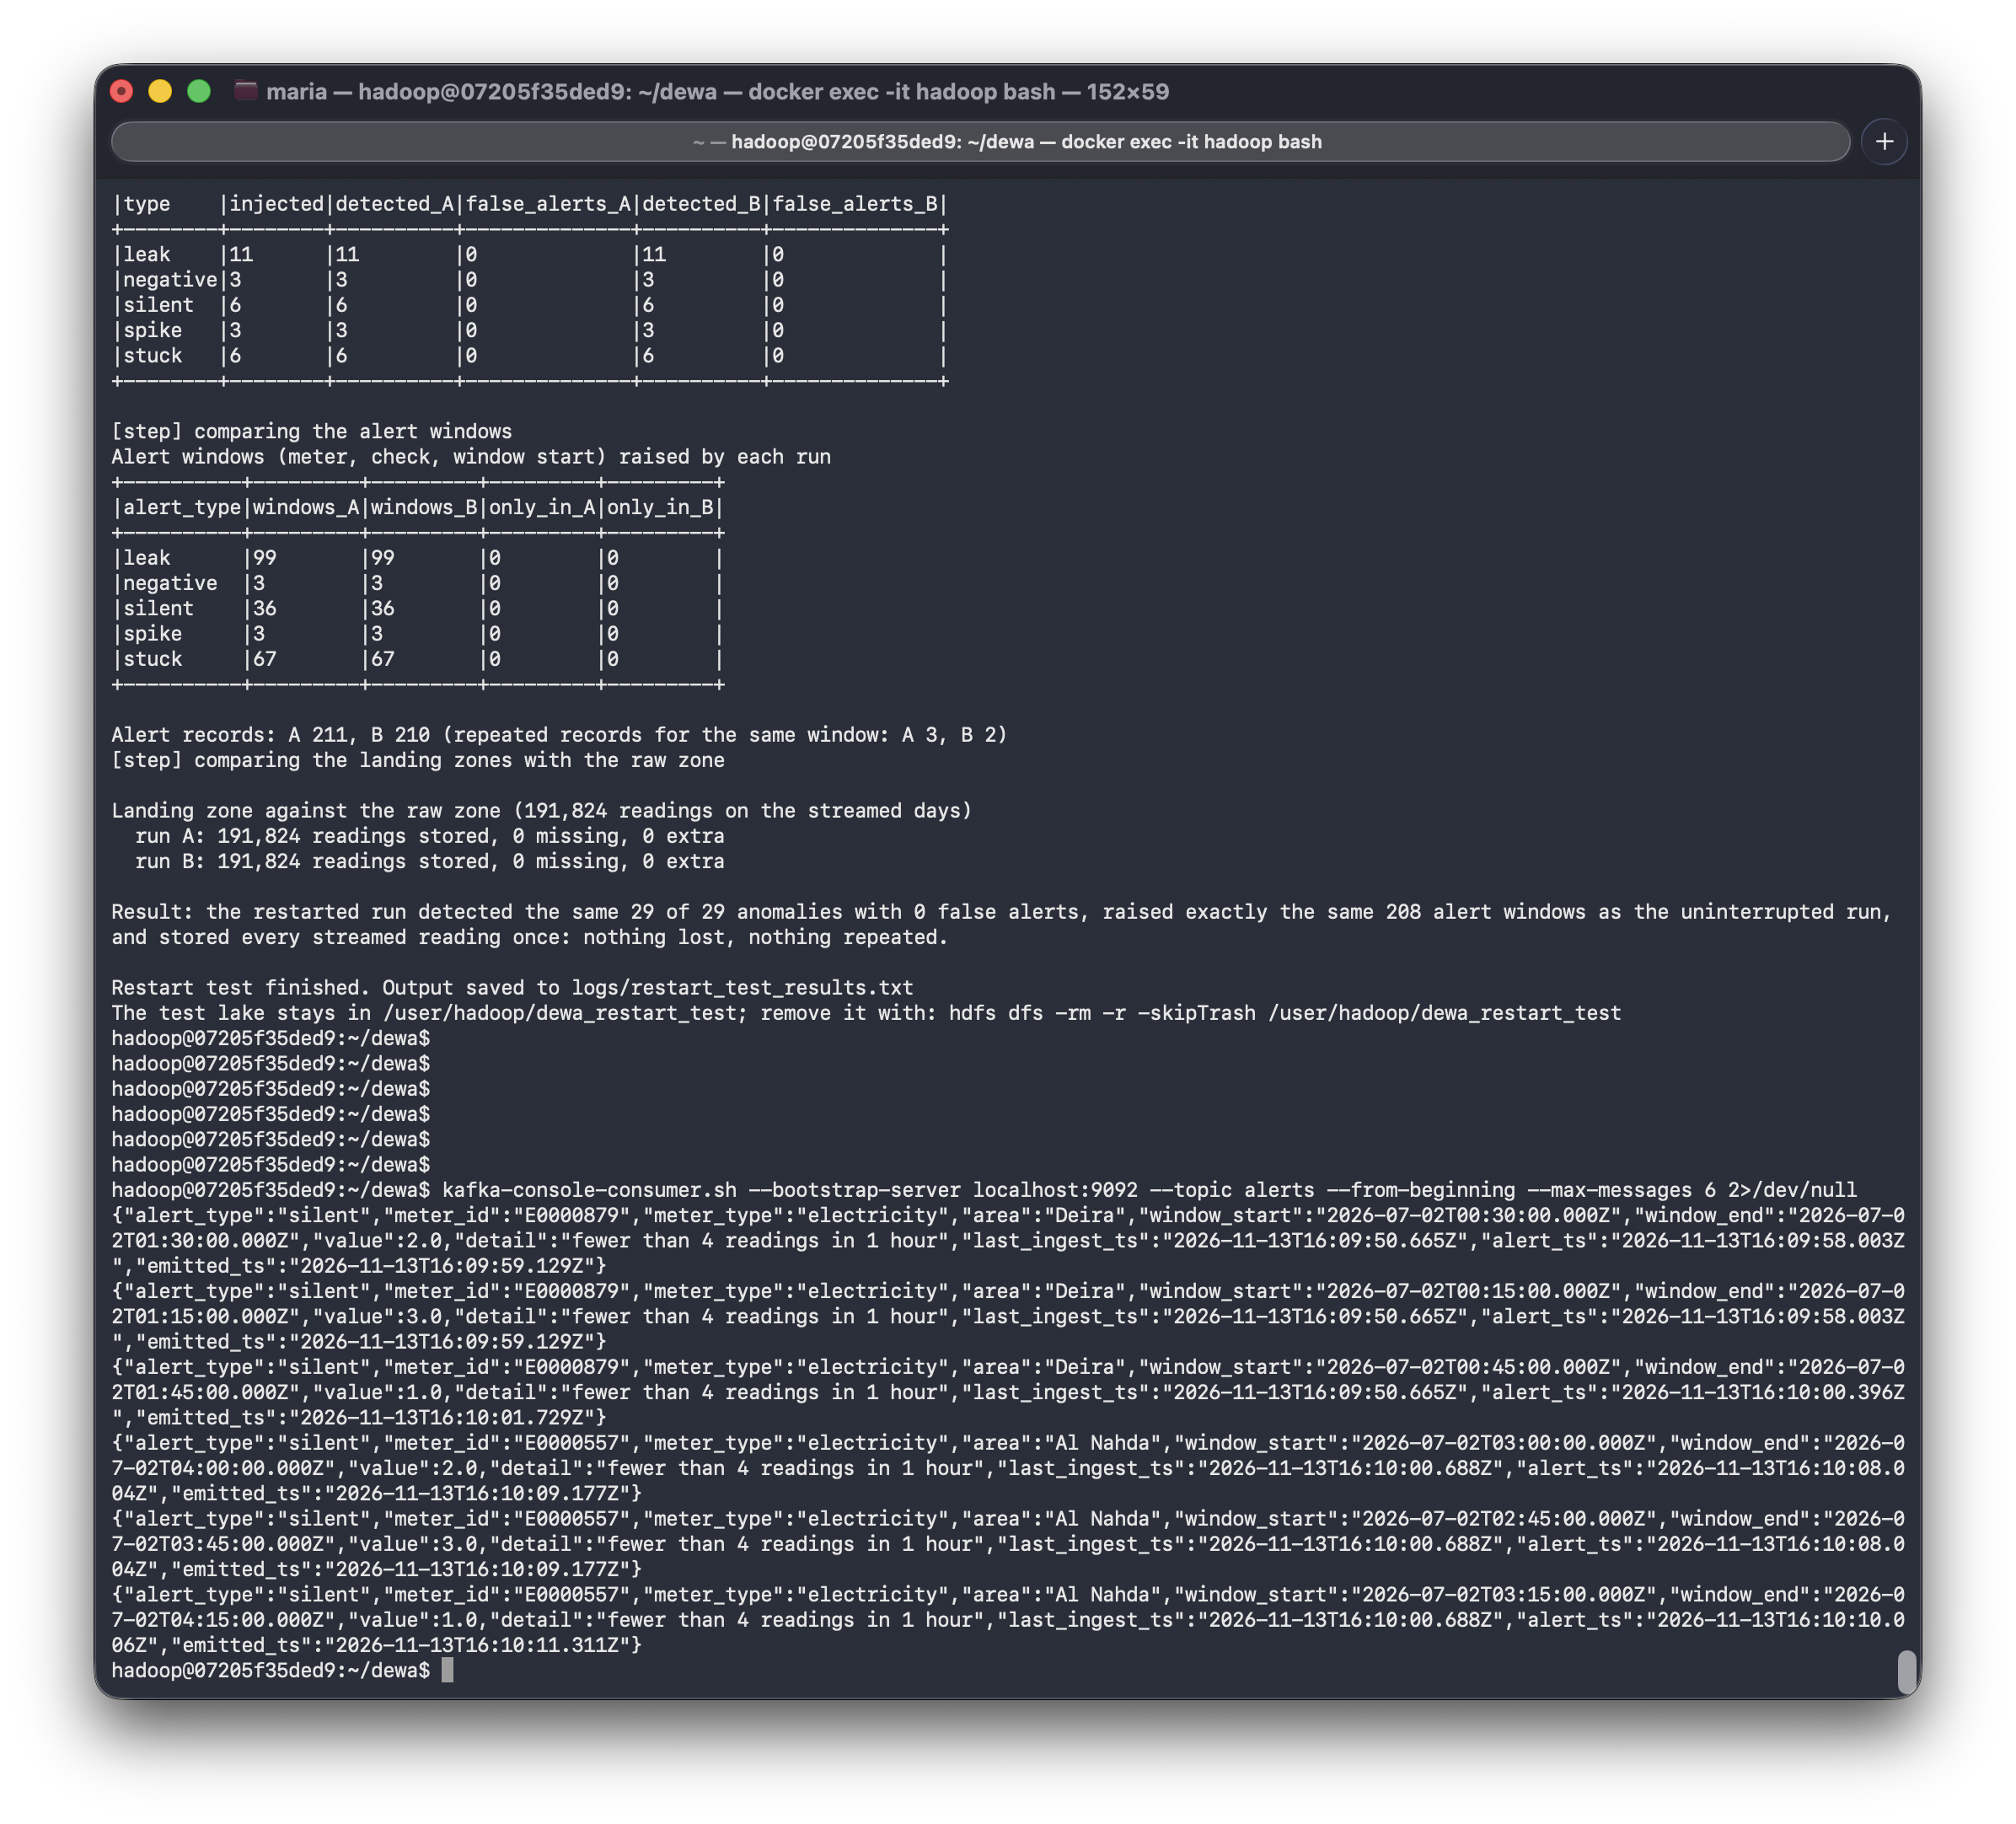 maria — hadoop@07205f35ded9: ~/dewa — docker exec -it hadoop bash — 152×59
~ — hadoop@07205f35ded9: ~/dewa — docker exec -it hadoop bash
+
|type    |injected|detected_A|false_alerts_A|detected_B|false_alerts_B|
+--------+--------+----------+--------------+----------+--------------+
|leak    |11      |11        |0             |11        |0             |
|negative|3       |3         |0             |3         |0             |
|silent  |6       |6         |0             |6         |0             |
|spike   |3       |3         |0             |3         |0             |
|stuck   |6       |6         |0             |6         |0             |
+--------+--------+----------+--------------+----------+--------------+
[step] comparing the alert windows
Alert windows (meter, check, window start) raised by each run
+----------+---------+---------+---------+---------+
|alert_type|windows_A|windows_B|only_in_A|only_in_B|
+----------+---------+---------+---------+---------+
|leak      |99       |99       |0        |0        |
|negative  |3        |3        |0        |0        |
|silent    |36       |36       |0        |0        |
|spike     |3        |3        |0        |0        |
|stuck     |67       |67       |0        |0        |
+----------+---------+---------+---------+---------+
Alert records: A 211, B 210 (repeated records for the same window: A 3, B 2)
[step] comparing the landing zones with the raw zone
Landing zone against the raw zone (191,824 readings on the streamed days)
  run A: 191,824 readings stored, 0 missing, 0 extra
  run B: 191,824 readings stored, 0 missing, 0 extra
Result: the restarted run detected the same 29 of 29 anomalies with 0 false alerts, raised exactly the same 208 alert windows as the uninterrupted run,
and stored every streamed reading once: nothing lost, nothing repeated.
Restart test finished. Output saved to logs/restart_test_results.txt
The test lake stays in /user/hadoop/dewa_restart_test; remove it with: hdfs dfs -rm -r -skipTrash /user/hadoop/dewa_restart_test
hadoop@07205f35ded9:~/dewa$
hadoop@07205f35ded9:~/dewa$
hadoop@07205f35ded9:~/dewa$
hadoop@07205f35ded9:~/dewa$
hadoop@07205f35ded9:~/dewa$
hadoop@07205f35ded9:~/dewa$
hadoop@07205f35ded9:~/dewa$ kafka-console-consumer.sh --bootstrap-server localhost:9092 --topic alerts --from-beginning --max-messages 6 2>/dev/null
{"alert_type":"silent","meter_id":"E0000879","meter_type":"electricity","area":"Deira","window_start":"2026-07-02T00:30:00.000Z","window_end":"2026-07-0
2T01:30:00.000Z","value":2.0,"detail":"fewer than 4 readings in 1 hour","last_ingest_ts":"2026-11-13T16:09:50.665Z","alert_ts":"2026-11-13T16:09:58.003Z
","emitted_ts":"2026-11-13T16:09:59.129Z"}
{"alert_type":"silent","meter_id":"E0000879","meter_type":"electricity","area":"Deira","window_start":"2026-07-02T00:15:00.000Z","window_end":"2026-07-0
2T01:15:00.000Z","value":3.0,"detail":"fewer than 4 readings in 1 hour","last_ingest_ts":"2026-11-13T16:09:50.665Z","alert_ts":"2026-11-13T16:09:58.003Z
","emitted_ts":"2026-11-13T16:09:59.129Z"}
{"alert_type":"silent","meter_id":"E0000879","meter_type":"electricity","area":"Deira","window_start":"2026-07-02T00:45:00.000Z","window_end":"2026-07-0
2T01:45:00.000Z","value":1.0,"detail":"fewer than 4 readings in 1 hour","last_ingest_ts":"2026-11-13T16:09:50.665Z","alert_ts":"2026-11-13T16:10:00.396Z
","emitted_ts":"2026-11-13T16:10:01.729Z"}
{"alert_type":"silent","meter_id":"E0000557","meter_type":"electricity","area":"Al Nahda","window_start":"2026-07-02T03:00:00.000Z","window_end":"2026-0
7-02T04:00:00.000Z","value":2.0,"detail":"fewer than 4 readings in 1 hour","last_ingest_ts":"2026-11-13T16:10:00.688Z","alert_ts":"2026-11-13T16:10:08.0
04Z","emitted_ts":"2026-11-13T16:10:09.177Z"}
{"alert_type":"silent","meter_id":"E0000557","meter_type":"electricity","area":"Al Nahda","window_start":"2026-07-02T02:45:00.000Z","window_end":"2026-0
7-02T03:45:00.000Z","value":3.0,"detail":"fewer than 4 readings in 1 hour","last_ingest_ts":"2026-11-13T16:10:00.688Z","alert_ts":"2026-11-13T16:10:08.0
04Z","emitted_ts":"2026-11-13T16:10:09.177Z"}
{"alert_type":"silent","meter_id":"E0000557","meter_type":"electricity","area":"Al Nahda","window_start":"2026-07-02T03:15:00.000Z","window_end":"2026-0
7-02T04:15:00.000Z","value":1.0,"detail":"fewer than 4 readings in 1 hour","last_ingest_ts":"2026-11-13T16:10:00.688Z","alert_ts":"2026-11-13T16:10:10.0
06Z","emitted_ts":"2026-11-13T16:10:11.311Z"}
hadoop@07205f35ded9:~/dewa$